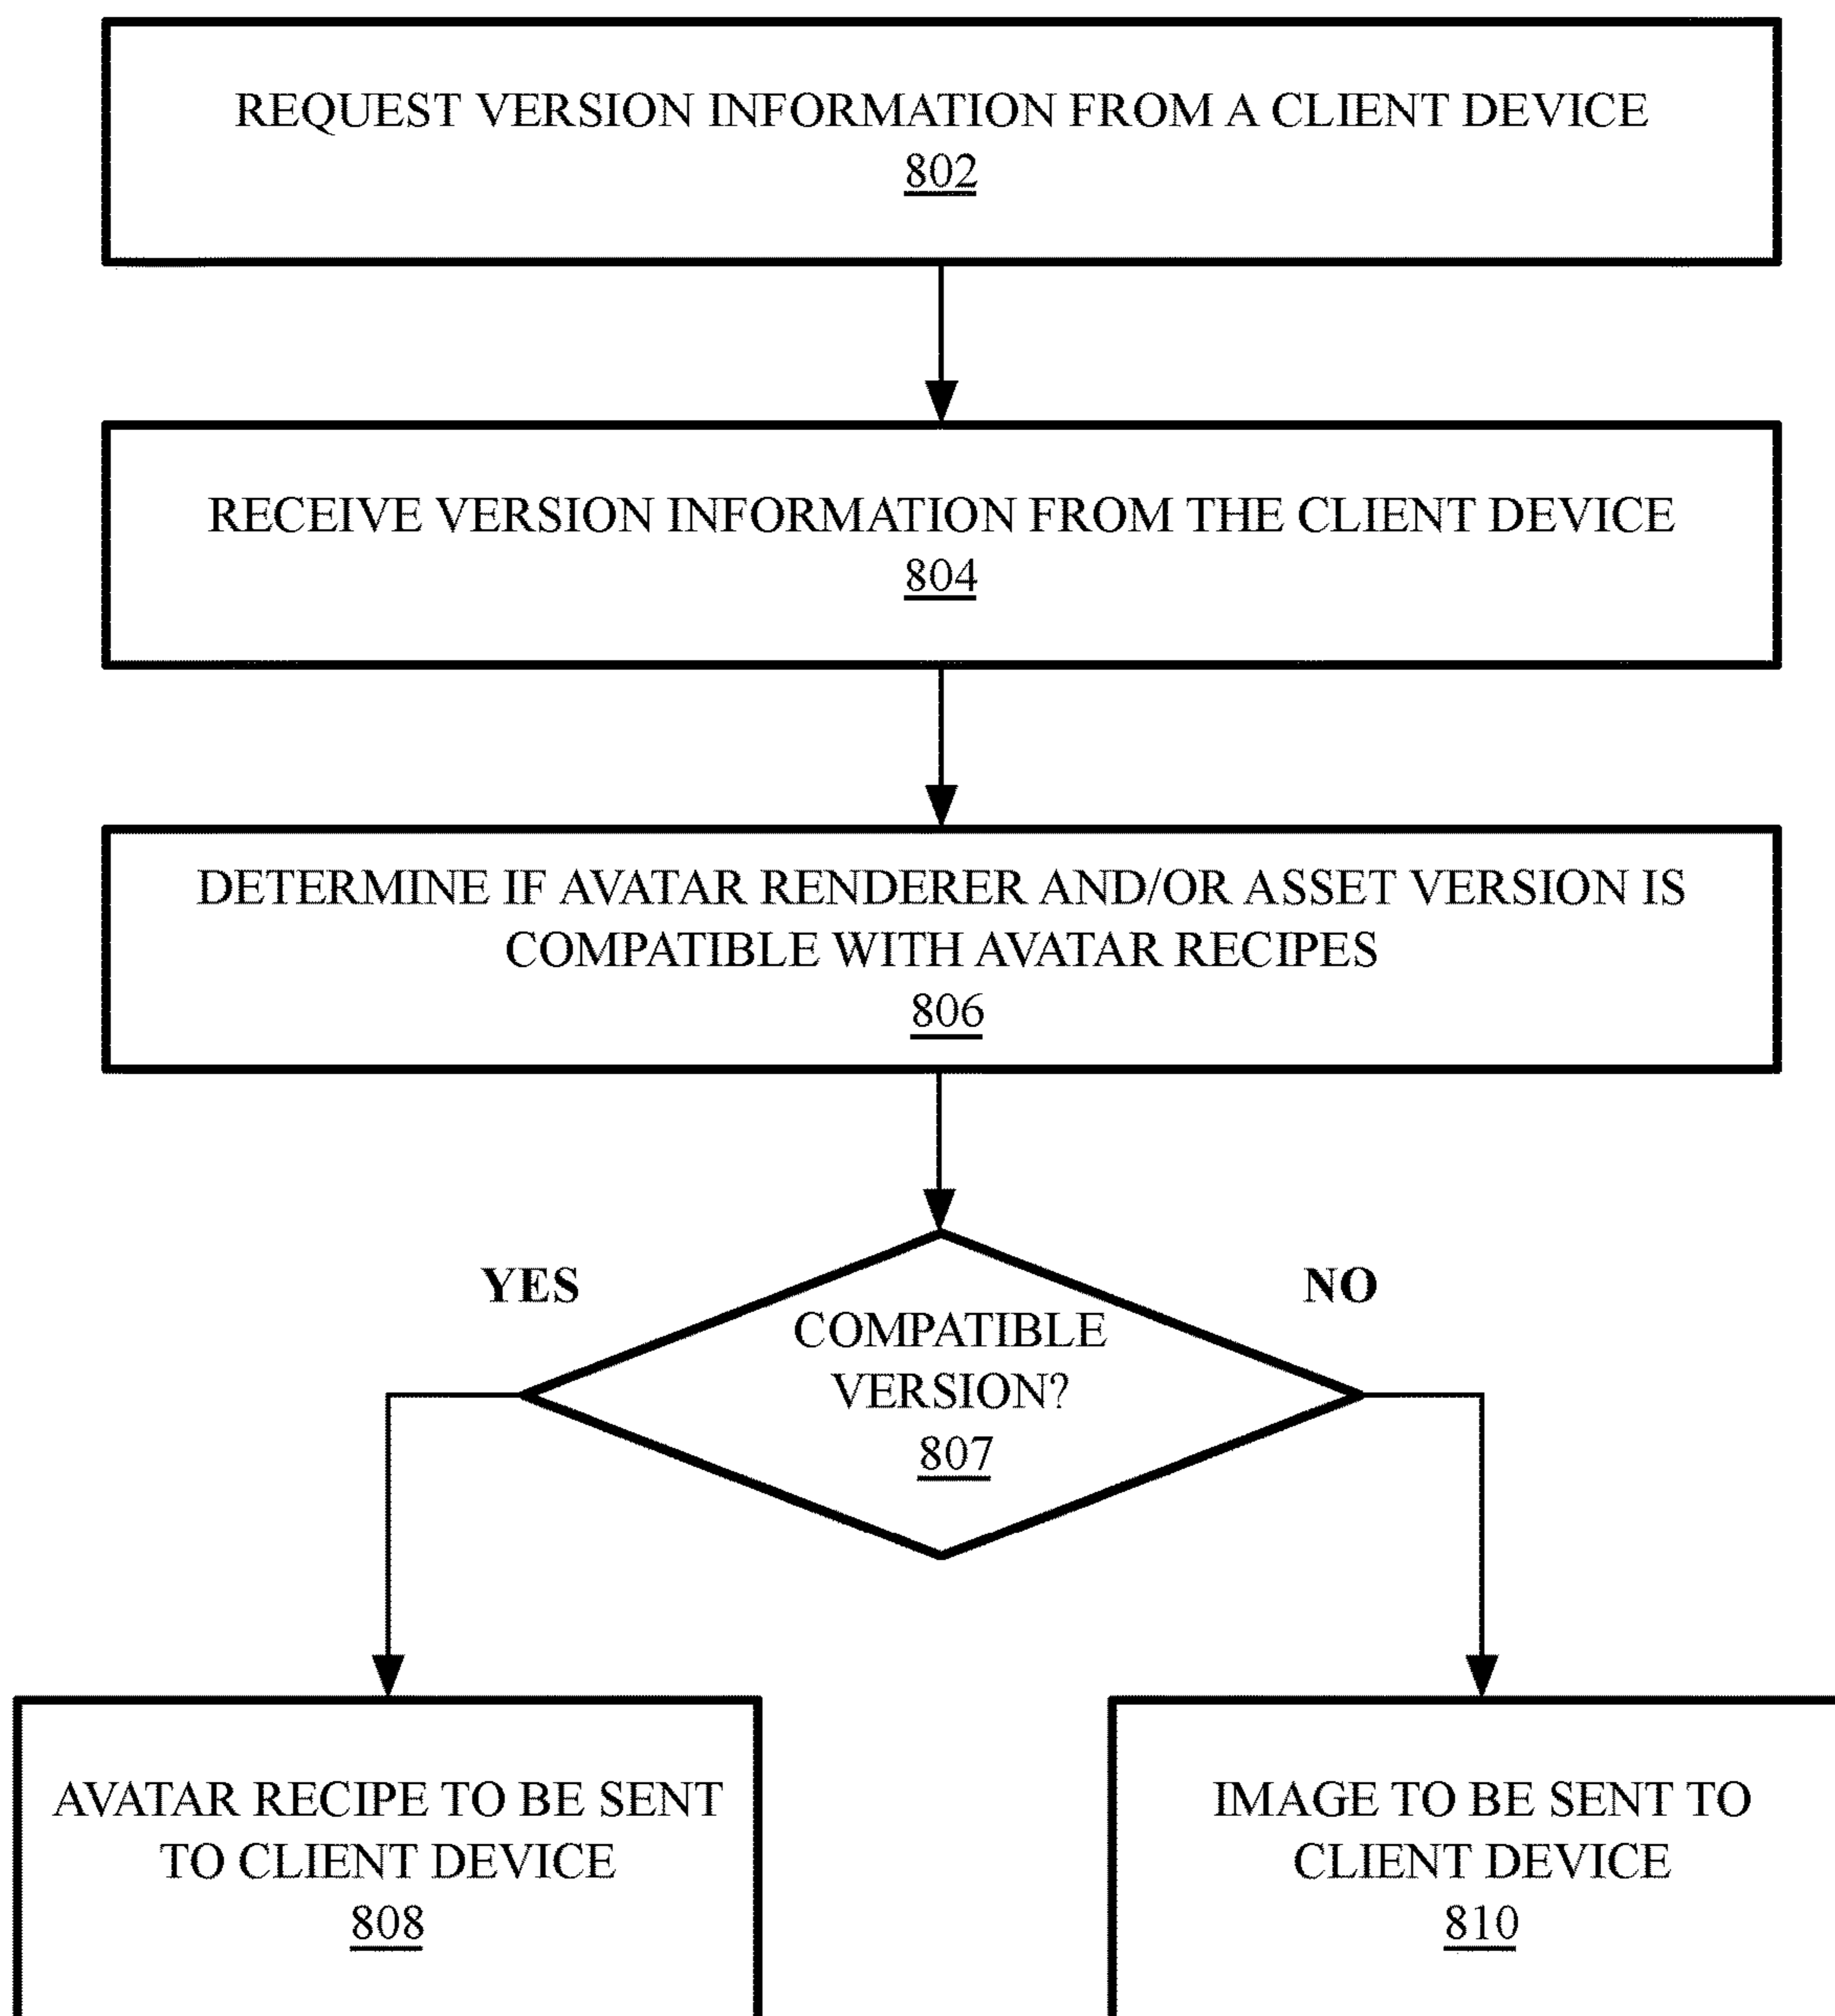 REQUEST VERSION INFORMATION FROM A CLIENT DEVICE
802
RECEIVE VERSION INFORMATION FROM THE CLIENT DEVICE
804
DETERMINE IF AVATAR RENDERER AND/OR ASSET VERSION IS
COMPATIBLE WITH AVATAR RECIPES
806
YES
NO
COMPATIBLE
VERSION?
807
AVATAR RECIPE TO BE SENT
TO CLIENT DEVICE
808
IMAGE TO BE SENT TO
CLIENT DEVICE
810